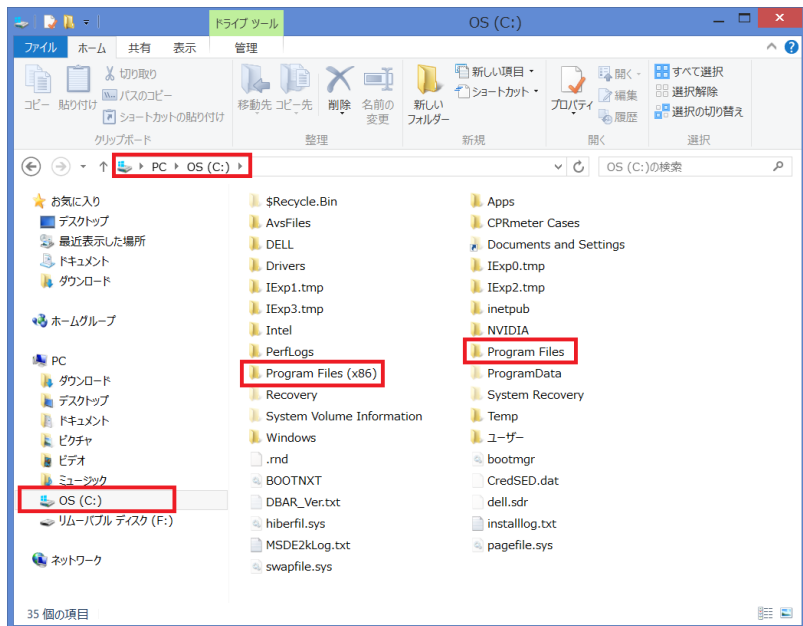 ドライブ ツール
OS (C:)
ファイル ホーム 共有 表示 管理
コピー
貼り付け
切り取り
パスのコピー
ショートカットの貼り付け
クリップボード
移動先
コピー先
削除
名前の
変更
整理
新しい
フォルダー
新しい項目
ショートカット
新規
プロパティ
開く
編集
履歴
開く
すべて選択
選択解除
選択の切り替え
選択
PC OS (C:)
OS (C:)の検索
お気に入り
デスクトップ
最近表示した場所
ドキュメント
ダウンロード
ホームグループ
PC
ダウンロード
デスクトップ
ドキュメント
ピクチャ
ビデオ
ミュージック
OS (C:)
リムーバブル ディスク (F:)
ネットワーク
$Recycle.Bin Apps
AvsFiles CPRmeter Cases
DELL Documents and Settings
Drivers IExp0.tmp
IExp1.tmp IExp2.tmp
IExp3.tmp inetpub
Intel NVIDIA
PerfLogs Program Files
Program Files (x86) ProgramData
Recovery System Recovery
System Volume Information Temp
Windows ユーザー
.rnd bootmgr
BOOTNXT CredSED.dat
DBAR_Ver.txt dell.sdr
hiberfil.sys installlog.txt
MSDE2kLog.txt pagefile.sys
swapfile.sys
35 個の項目